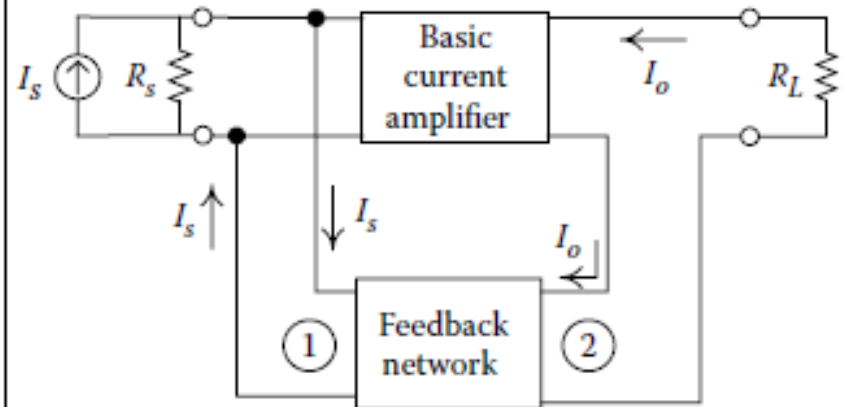 Basic
current
amplifier
I_s
R_s
I_o
R_L
I_s
I_s
I_o
Feedback
network
1
2